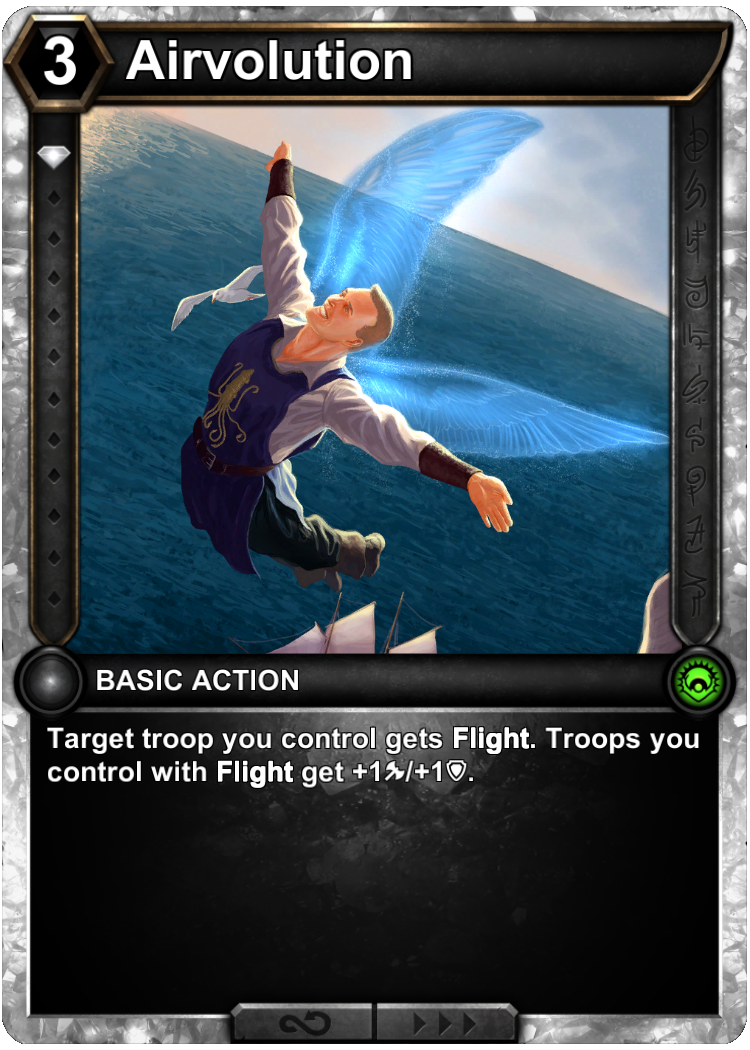 3 Airvolution
BASIC ACTION
Target troop you control gets Flight. Troops you
control with Flight get +1/+1.